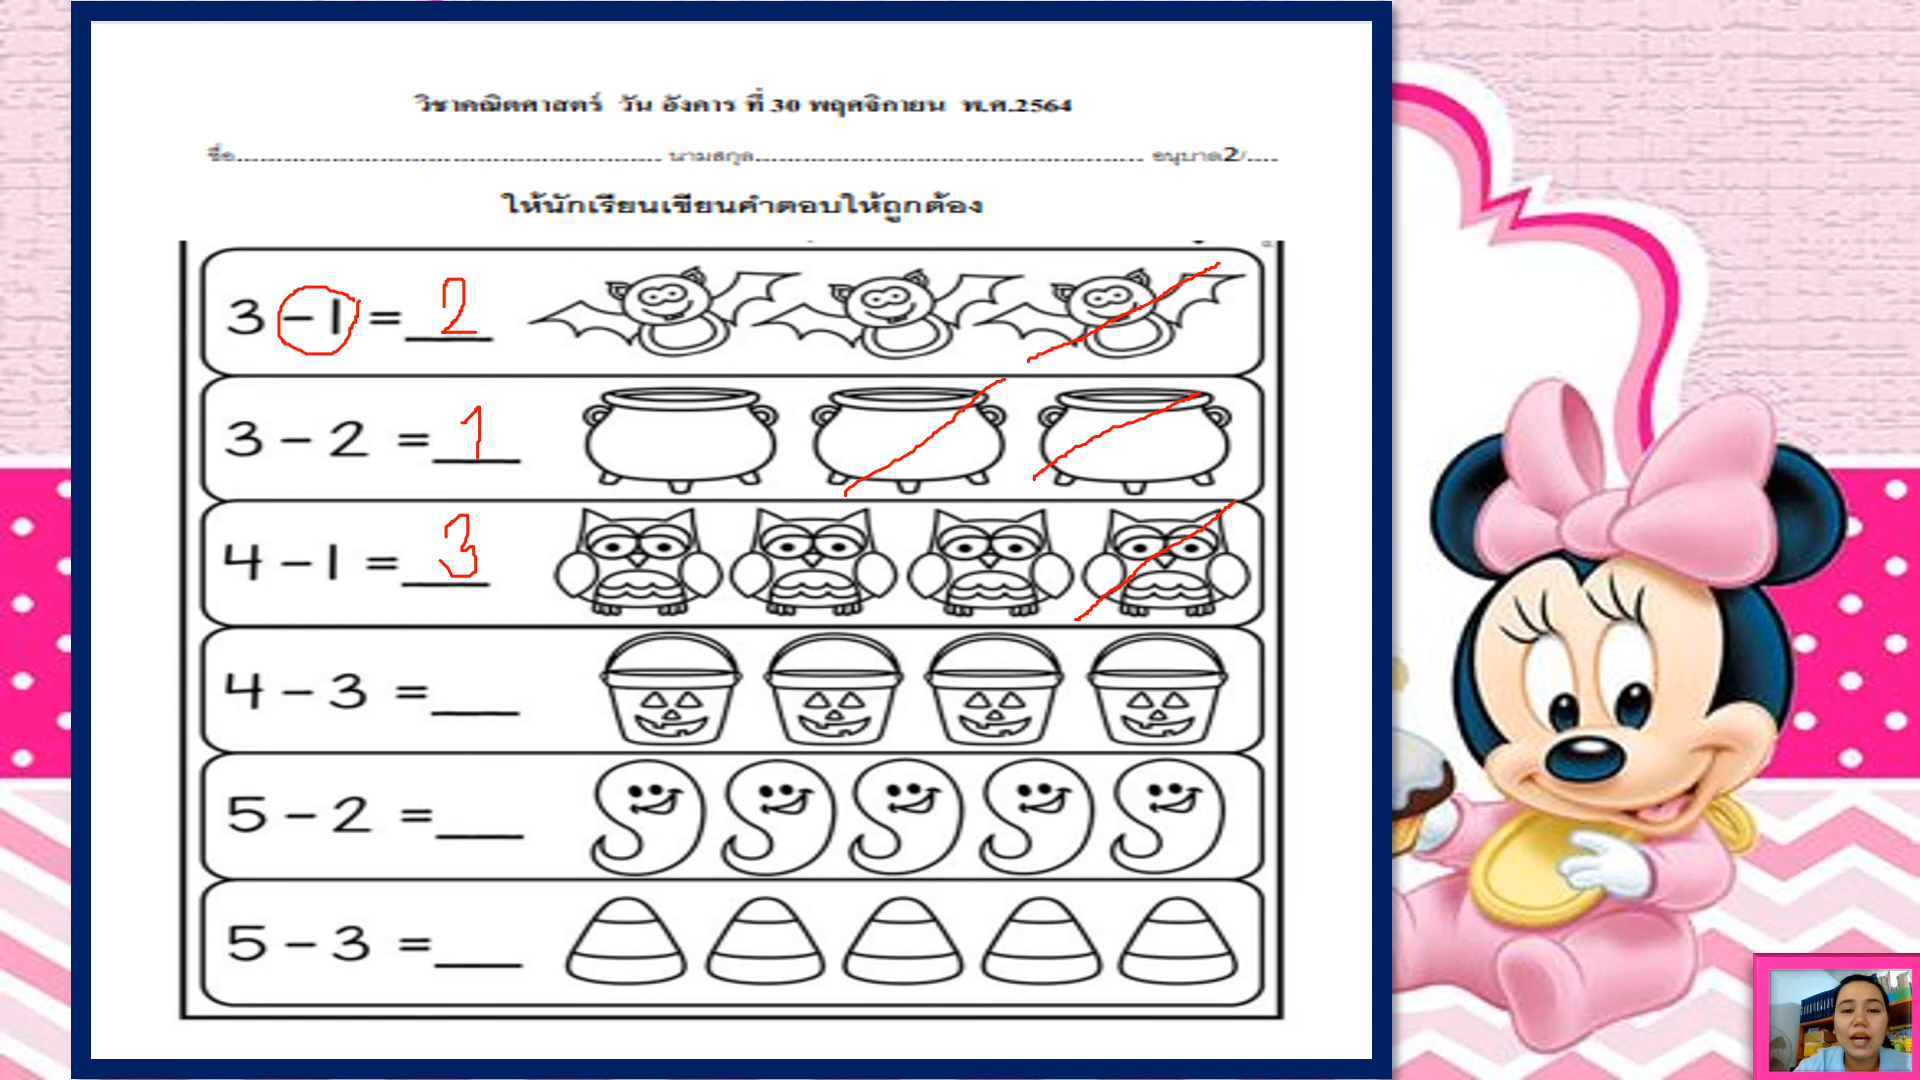 วิชาคณิตศาสตร์ วัน อังคาร ที่ 30 พฤศจิกายน พ.ศ.2564
ชื่อ.................................................... นามสกุล................................................ อนุบาล2/....
ให้นักเรียนเขียนคำตอบให้ถูกต้อง
3 - 1 = 2
3 - 2 = 1
4 - 1 = 3
4 - 3 = __
5 - 2 = __
5 - 3 = __